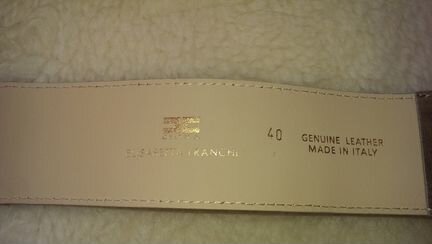 ELISABETTA FRANCHI
40
GENUINE LEATHER
MADE IN ITALY